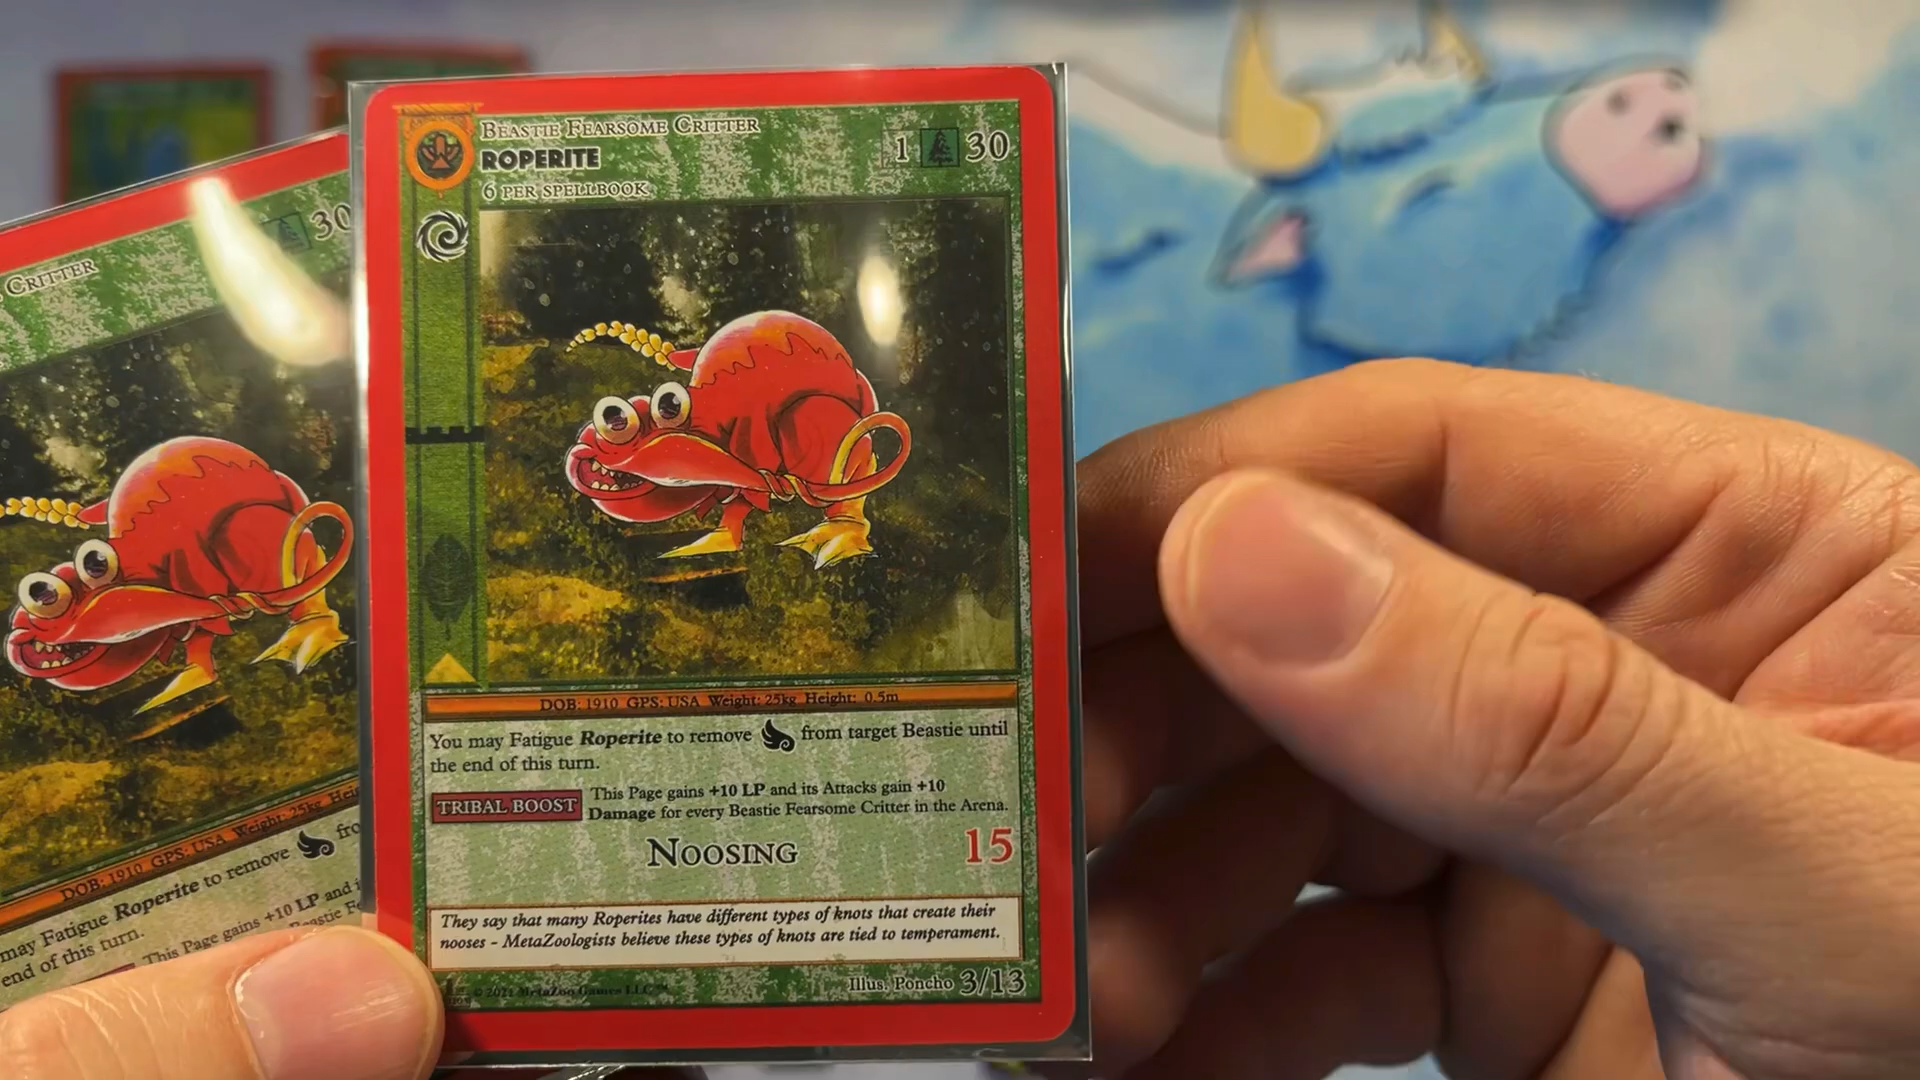 BEASTIE FEARSOME CRITTER
ROPERITE
6 PER SPELLBOOK
1 30
DOB: 1910 GPS: USA Weight: 25kg Height: 0.5m
You may Fatigue Roperite to remove from target Beastie until
the end of this turn.
TRIBAL BOOST This Page gains +10 LP and its Attacks gain +10
Damage for every Beastie Fearsome Critter in the Arena.
NOOSING 15
They say that many Roperites have different types of knots that create their
nooses - MetaZoologists believe these types of knots are tied to temperament.
© 2021 MetaZoo Games LLC™
Illus. Poncho 3/13
CRITTER
30
DOB: 1910 GPS: USA Weight: 25kg Hei
may Fatigue Roperite to remove fro
end of this turn.
This Page gains +10 LP and i